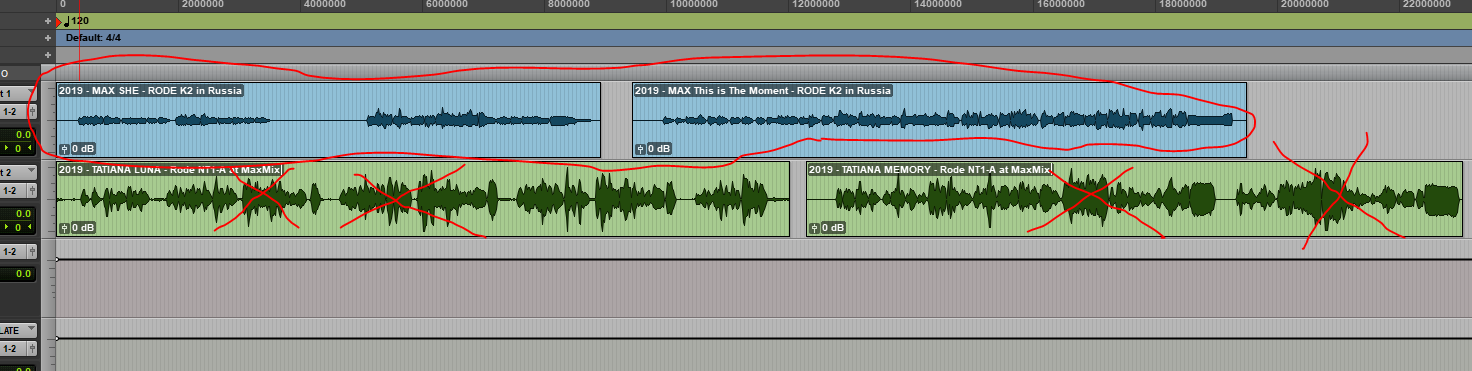 0 2000000 4000000 6000000 8000000 10000000 12000000 14000000 16000000 18000000 20000000 22000000
120
Default: 4/4
O
t 1
2019 - MAX SHE - RODE K2 in Russia
2019 - MAX This is The Moment - RODE K2 in Russia
1-2
0.0
0
0 dB
0 dB
t 2
2019 - TATIANA LUNA - Rode NT1-A at MaxMix
2019 - TATIANA MEMORY - Rode NT1-A at MaxMix
1-2
0.0
0
0 dB
0 dB
1-2
0.0
LATE
1-2
0.0